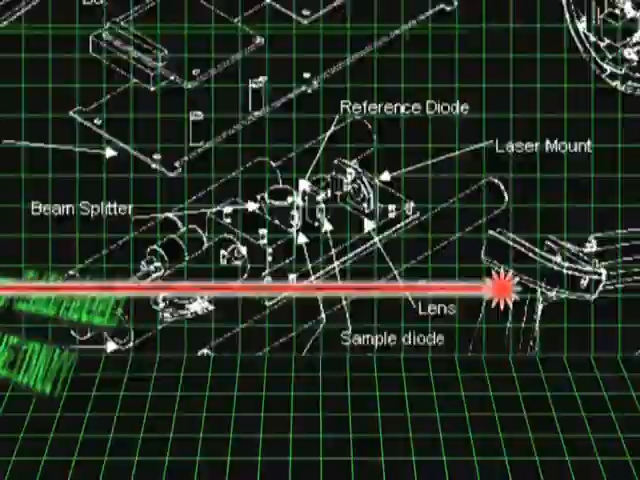 Reference Diode
Laser Mount
Beam Splitter
Lens
Sample diode